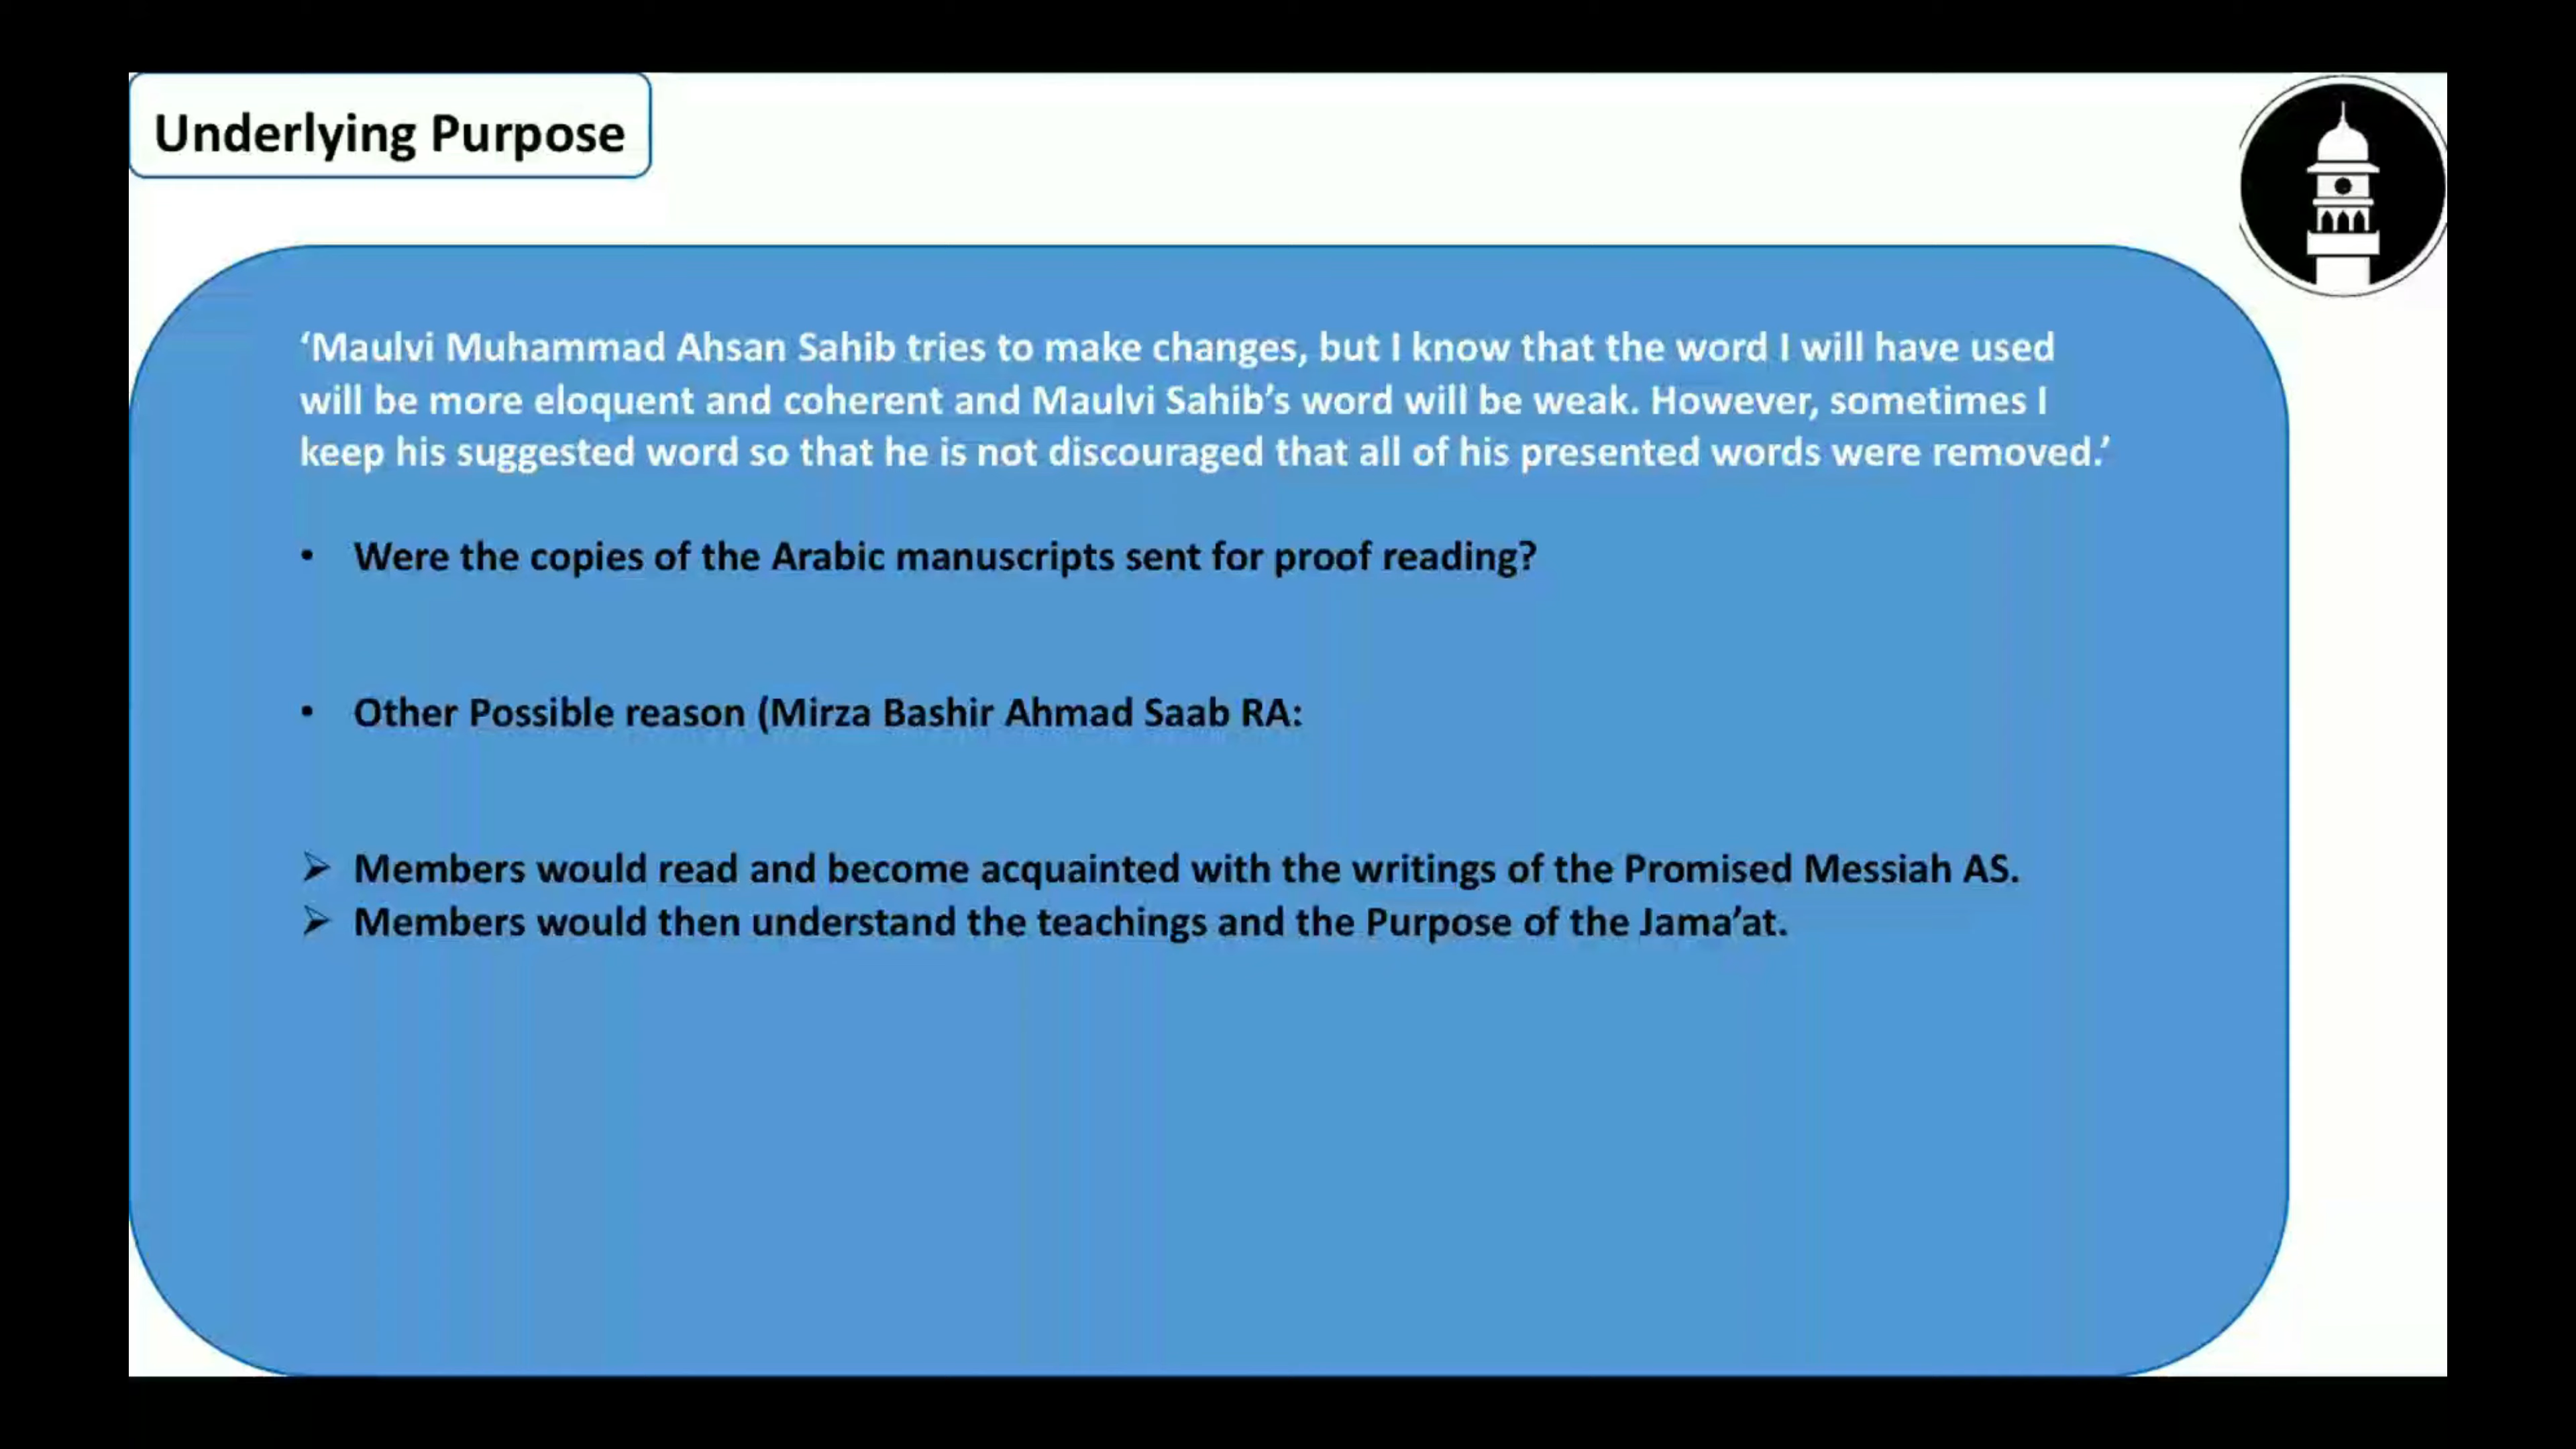 Underlying Purpose
‘Maulvi Muhammad Ahsan Sahib tries to make changes, but I know that the word I will have used
will be more eloquent and coherent and Maulvi Sahib’s word will be weak. However, sometimes I
keep his suggested word so that he is not discouraged that all of his presented words were removed.’
• Were the copies of the Arabic manuscripts sent for proof reading?
• Other Possible reason (Mirza Bashir Ahmad Saab RA:
➢ Members would read and become acquainted with the writings of the Promised Messiah AS.
➢ Members would then understand the teachings and the Purpose of the Jama’at.